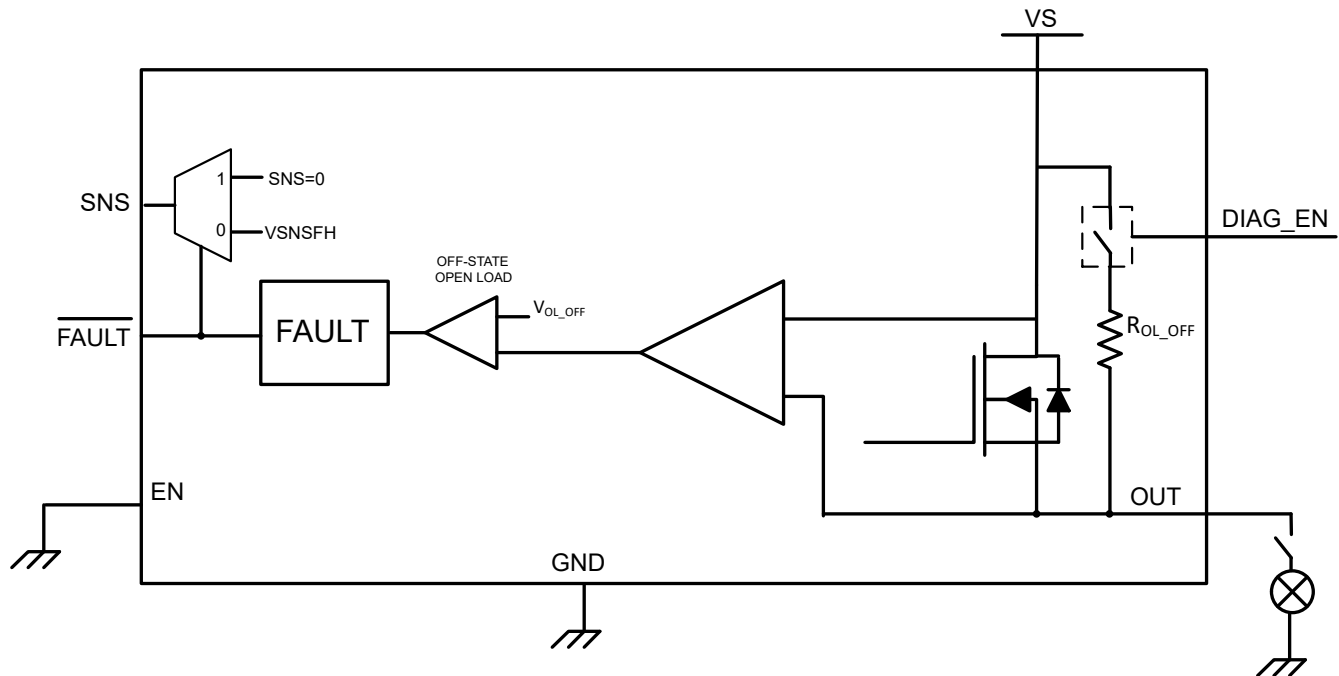 VS
SNS
1
SNS=0
0
VSNSFH
DIAG_EN
OFF-STATE
OPEN LOAD
VOL_OFF
FAULT
FAULT
ROL_OFF
EN
OUT
GND